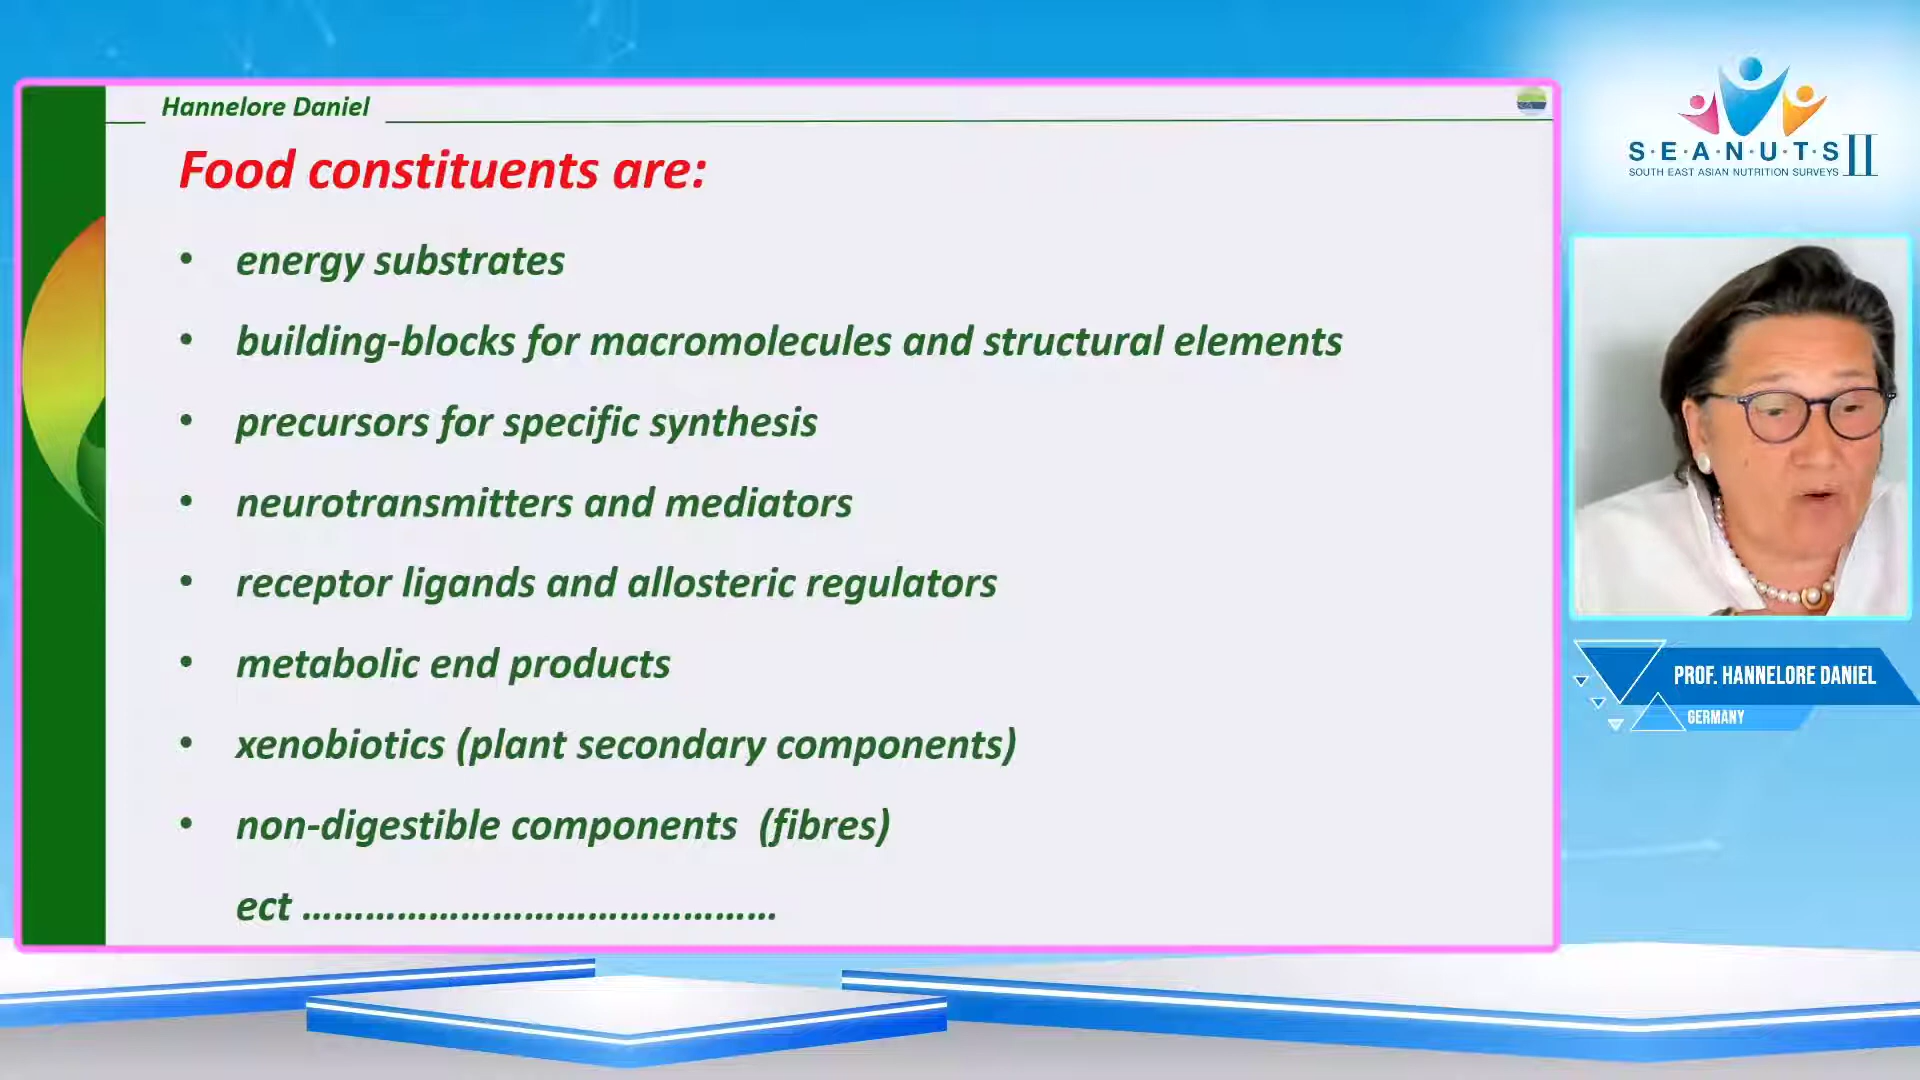 Hannelore Daniel
Food constituents are:
• energy substrates
• building-blocks for macromolecules and structural elements
• precursors for specific synthesis
• neurotransmitters and mediators
• receptor ligands and allosteric regulators
• metabolic end products
• xenobiotics (plant secondary components)
• non-digestible components (fibres)
ect ………………………………………
S·E·A·N·U·T·S II
SOUTH EAST ASIAN NUTRITION SURVEYS
PROF. HANNELORE DANIEL
GERMANY